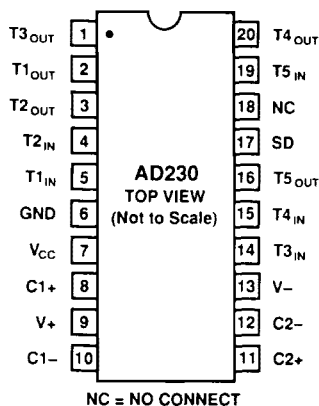 T3OUT 1 20 T4OUT
T1OUT 2 19 T5IN
T2OUT 3 18 NC
T2IN 4 17 SD
T1IN 5 AD230 16 T5OUT
TOP VIEW
GND 6 (Not to Scale) 15 T4IN
VCC 7 14 T3IN
C1+ 8 13 V–
V+ 9 12 C2–
C1– 10 11 C2+
NC = NO CONNECT